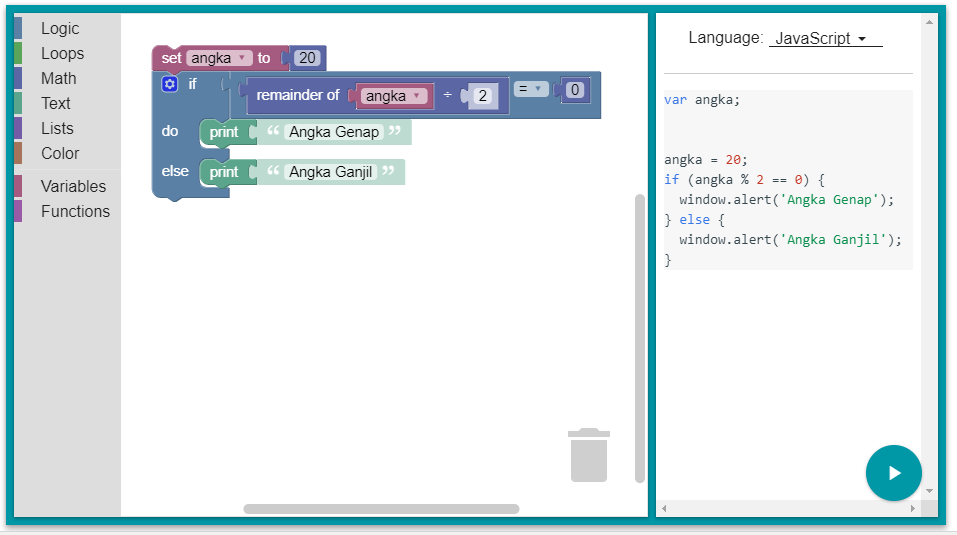 Logic
Loops
Math
Text
Lists
Color
Variables
Functions
set angka to 20
if remainder of angka ÷ 2 = 0
do print “ Angka Genap ”
else print “ Angka Ganjil ”
Language: JavaScript
var angka;
angka = 20;
if (angka % 2 == 0) {
window.alert('Angka Genap');
} else {
window.alert('Angka Ganjil');
}